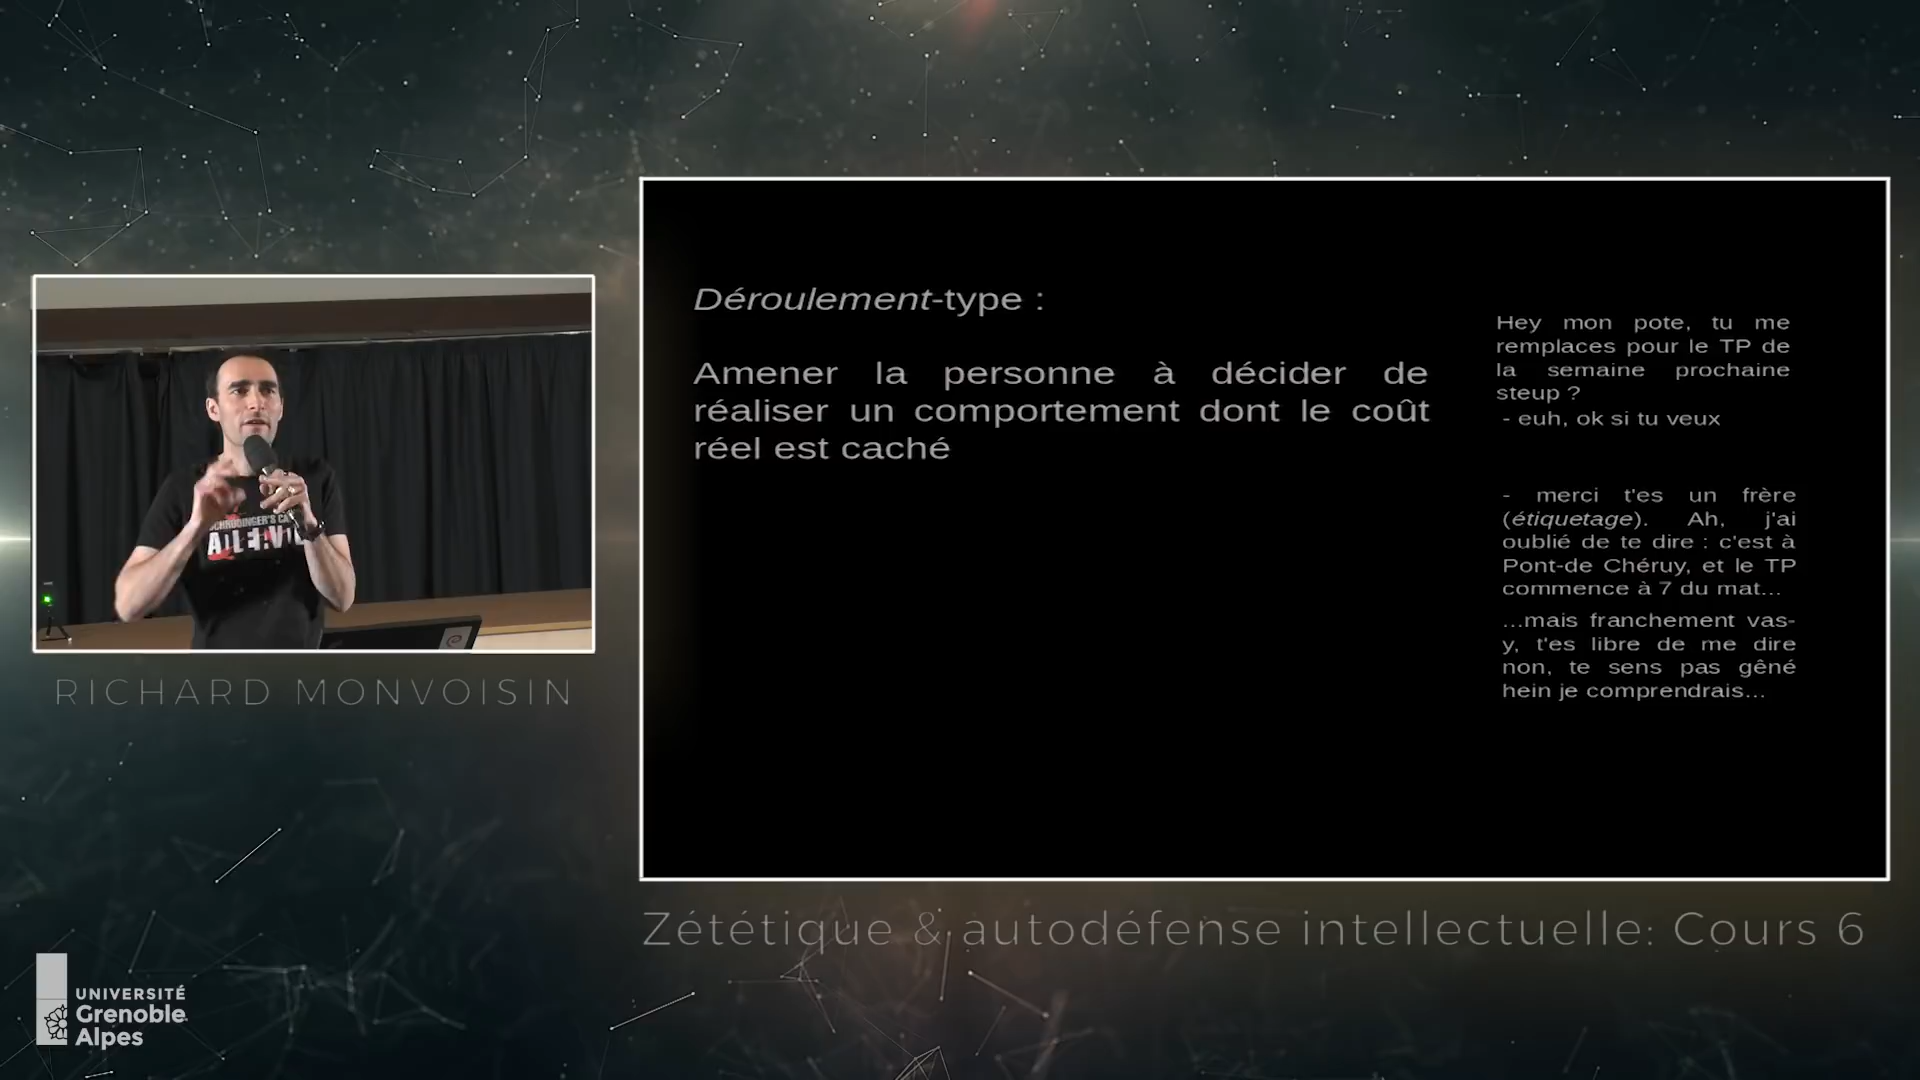 Déroulement-type :
Amener la personne à décider de
réaliser un comportement dont le coût
réel est caché
Hey mon pote, tu me
remplaces pour le TP de
la semaine prochaine
steup ?
- euh, ok si tu veux
- merci t'es un frère
(étiquetage). Ah, j'ai
oublié de te dire : c'est à
Pont-de Chéruy, et le TP
commence à 7 du mat...
...mais franchement vas-
y, t'es libre de me dire
non, te sens pas gêné
hein je comprendrais...
SCHRÖDINGER'S CA
RICHARD MONVOISIN
Zététique & autodéfense intellectuelle: Cours 6
UNIVERSITÉ
Grenoble
Alpes